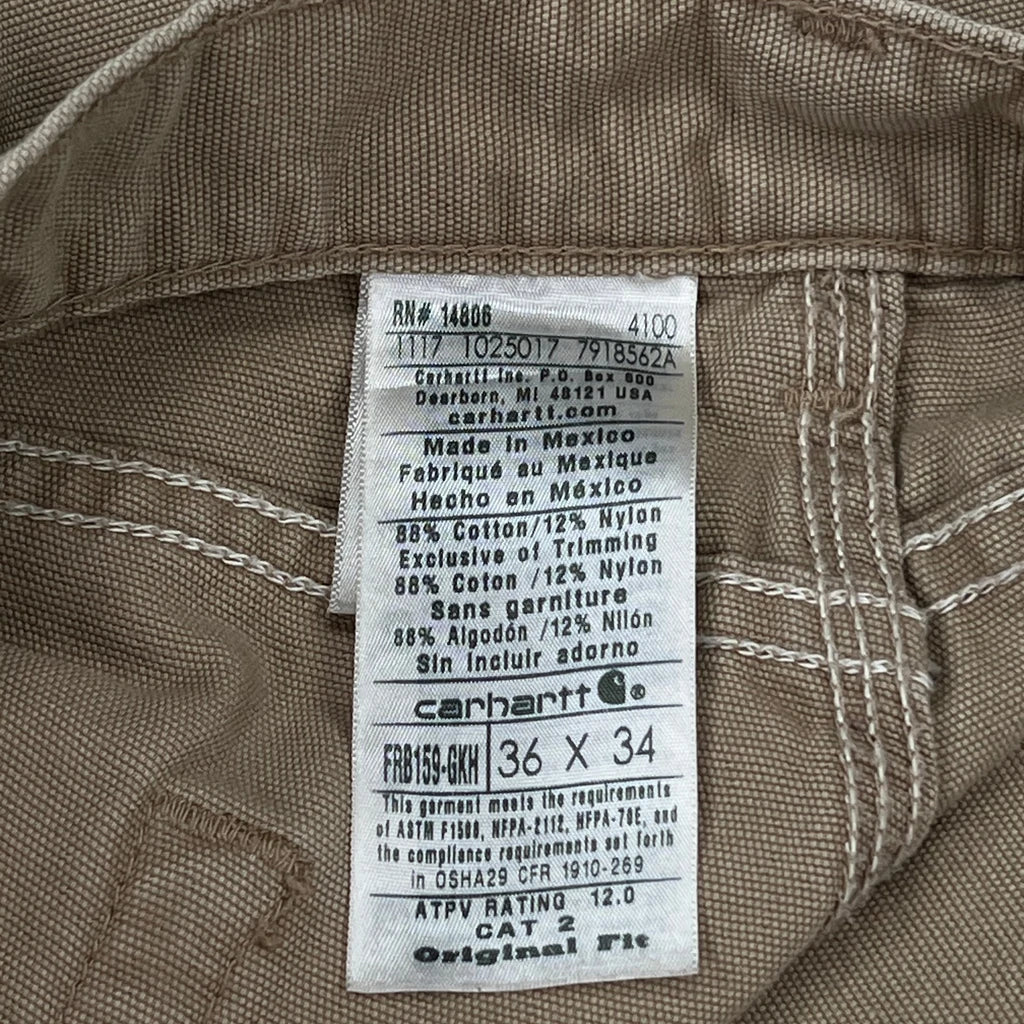 RN# 14806
4100
1117 1025017 7918562A
Carhartt Inc. P.O. Box 600
Dearborn, MI 48121 USA
carhartt.com
Made in Mexico
Fabriqué au Mexique
Hecho en México
88% Cotton/12% Nylon
Exclusive of Trimming
88% Coton /12% Nylon
Sans garniture
88% Algodón /12% Nilón
Sin incluir adorno
carhartt ®
FRB159-GKH 36 X 34
This garment meets the requirements
of ASTM F1506, NFPA-2112, NFPA-70E, and
the compliance requirements set forth
in OSHA29 CFR 1910-269
ATPV RATING 12.0
CAT 2
Original Fit